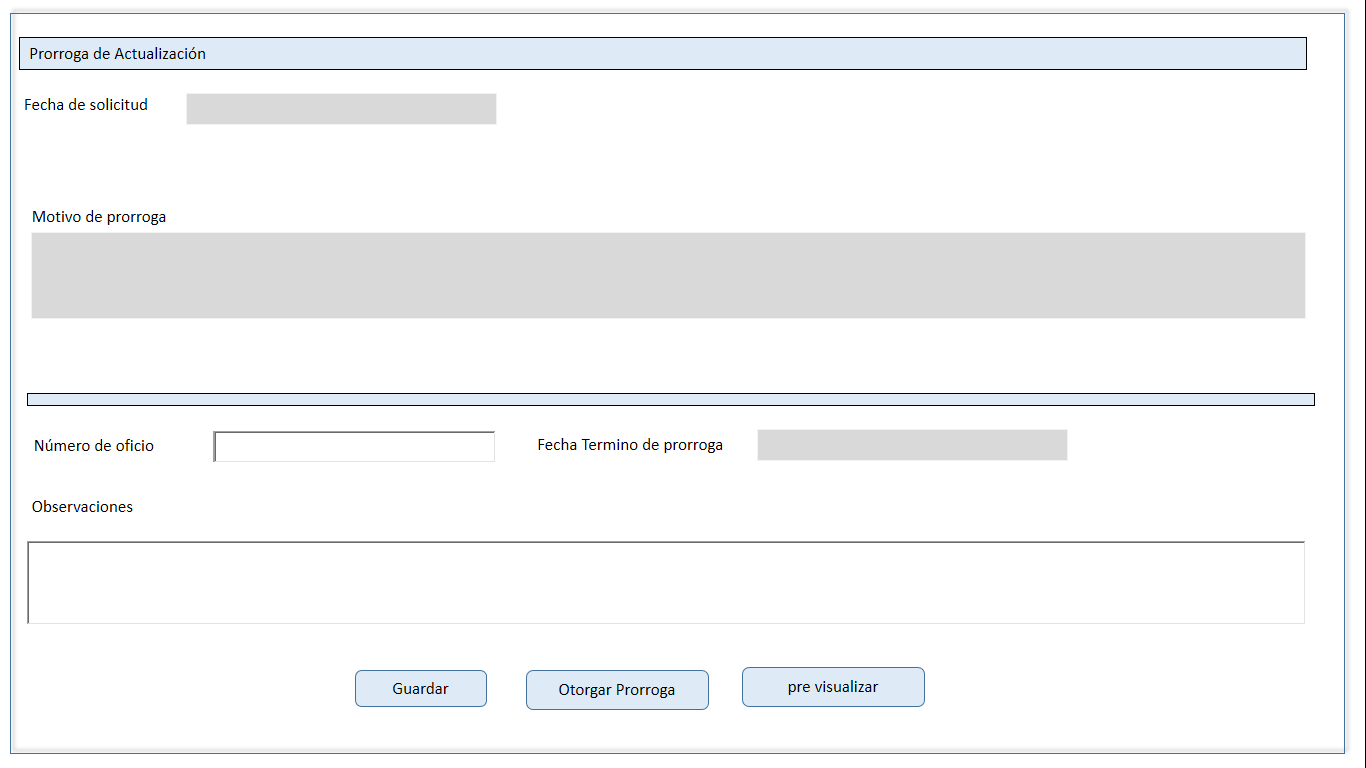 Prorroga de Actualización
Fecha de solicitud
Motivo de prorroga
Número de oficio
Fecha Termino de prorroga
Observaciones
Guardar
Otorgar Prorroga
pre visualizar